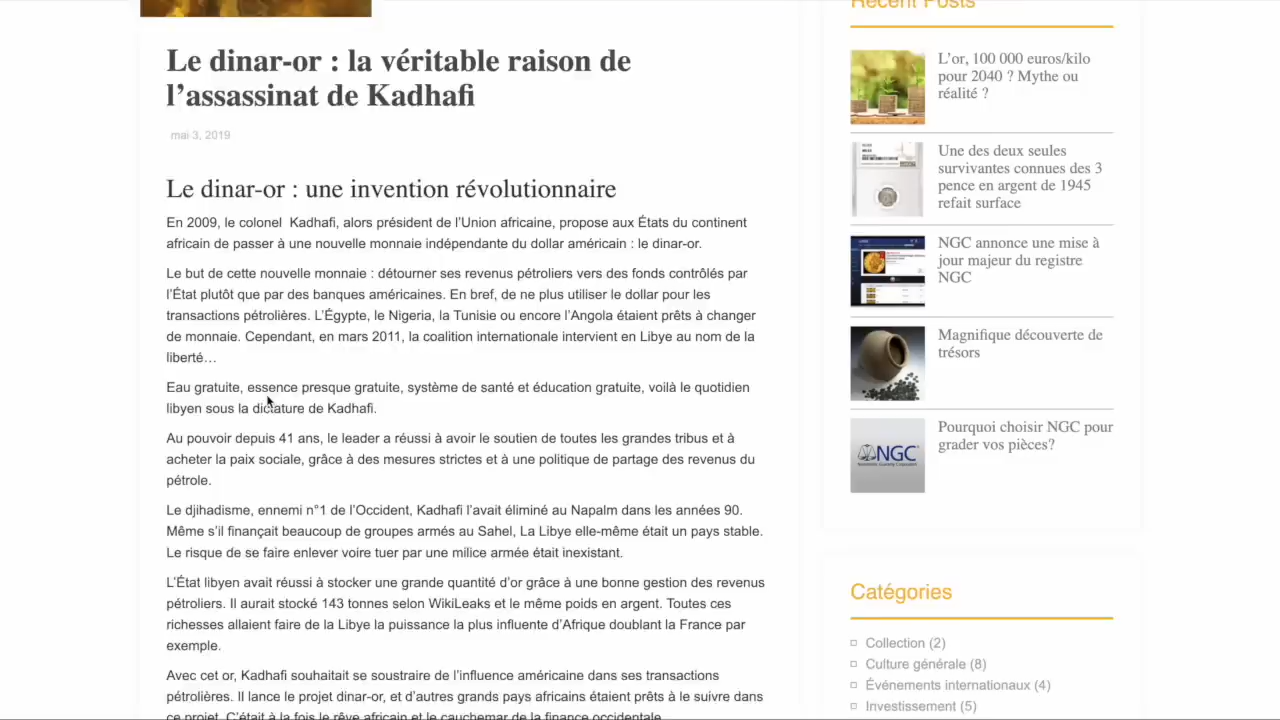 Le dinar-or : la véritable raison de
l'assassinat de Kadhafi
mai 3, 2019
Le dinar-or : une invention révolutionnaire
En 2009, le colonel  Kadhafi, alors président de l'Union africaine, propose aux États du continent
africain de passer à une nouvelle monnaie indépendante du dollar américain : le dinar-or.
Le but de cette nouvelle monnaie : détourner ses revenus pétroliers vers des fonds contrôlés par
l'État plutôt que par des banques américaines. En bref, de ne plus utiliser le dollar pour les
transactions pétrolières. L'Égypte, le Nigeria, la Tunisie ou encore l'Angola étaient prêts à changer
de monnaie. Cependant, en mars 2011, la coalition internationale intervient en Libye au nom de la
liberté…
Eau gratuite, essence presque gratuite, système de santé et éducation gratuite, voilà le quotidien
libyen sous la dictature de Kadhafi.
Au pouvoir depuis 41 ans, le leader a réussi à avoir le soutien de toutes les grandes tribus et à
acheter la paix sociale, grâce à des mesures strictes et à une politique de partage des revenus du
pétrole.
Le djihadisme, ennemi n°1 de l'Occident, Kadhafi l'avait éliminé au Napalm dans les années 90.
Même s'il finançait beaucoup de groupes armés au Sahel, La Libye elle-même était un pays stable.
Le risque de se faire enlever voire tuer par une milice armée était inexistant.
L'État libyen avait réussi à stocker une grande quantité d'or grâce à une bonne gestion des revenus
pétroliers. Il aurait stocké 143 tonnes selon WikiLeaks et le même poids en argent. Toutes ces
richesses allaient faire de la Libye la puissance la plus influente d'Afrique doublant la France par
exemple.
Avec cet or, Kadhafi souhaitait se soustraire de l'influence américaine dans ses transactions
pétrolières. Il lance le projet dinar-or, et d'autres grands pays africains étaient prêts à le suivre dans
ce projet. C'était à la fois le rêve africain et le cauchemar de la finance occidentale.
Recent Posts
L'or, 100 000 euros/kilo
pour 2040 ? Mythe ou
réalité ?
Une des deux seules
survivantes connues des 3
pence en argent de 1945
refait surface
NGC annonce une mise à
jour majeur du registre
NGC
Magnifique découverte de
trésors
Pourquoi choisir NGC pour
grader vos pièces?
NGC
Catégories
Collection (2)
Culture générale (8)
Événements internationaux (4)
Investissement (5)